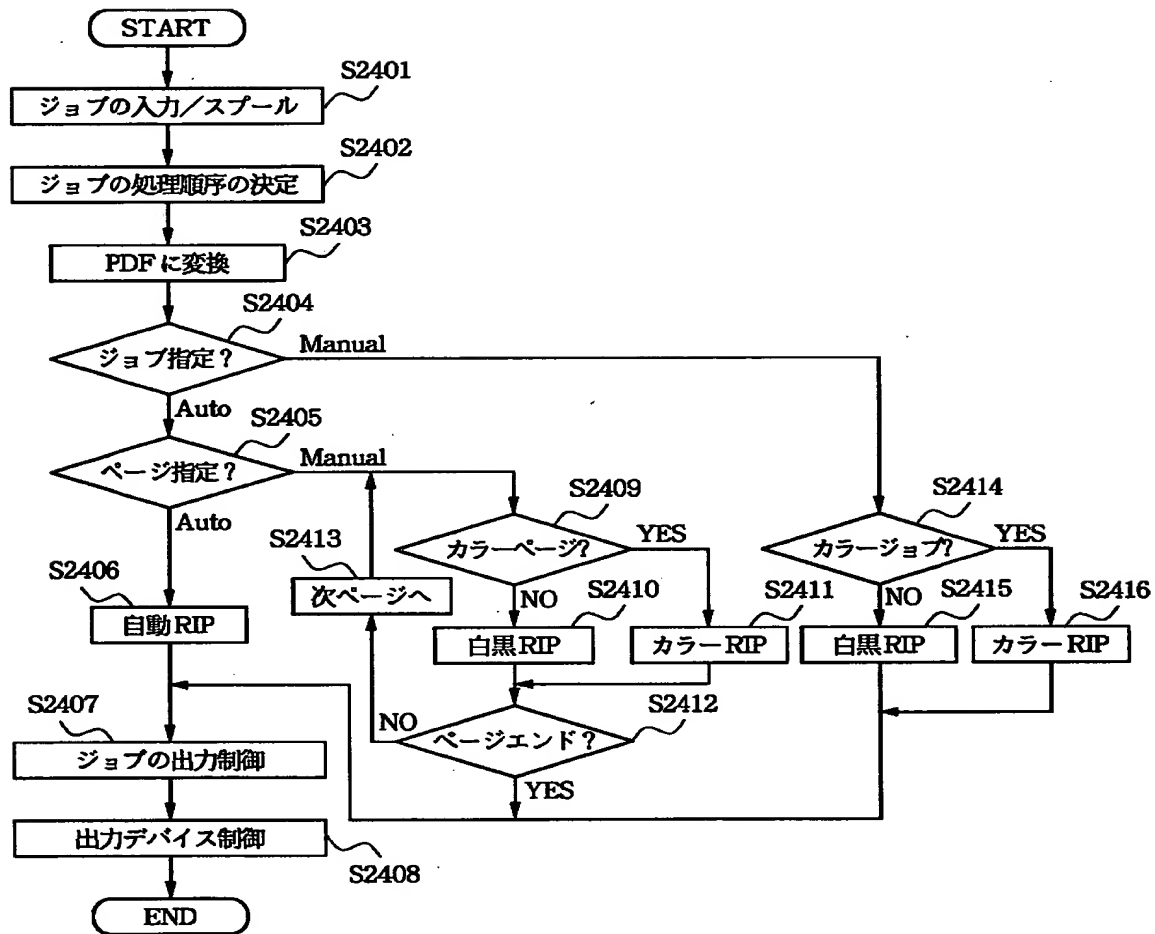 START
S2401
ジョブの入力／スプール
S2402
ジョブの処理順序の決定
S2403
PDFに変換
S2404
ジョブ指定？
Manual
Auto
S2405
ページ指定？
Manual
Auto
S2406
自動RIP
S2407
ジョブの出力制御
出力デバイス制御
S2408
END
S2409
カラーページ？
YES
NO
S2410
白黒RIP
S2411
カラーRIP
S2412
ページエンド？
NO
YES
S2413
次ページへ
S2414
カラージョブ？
YES
NO
S2415
白黒RIP
S2416
カラーRIP